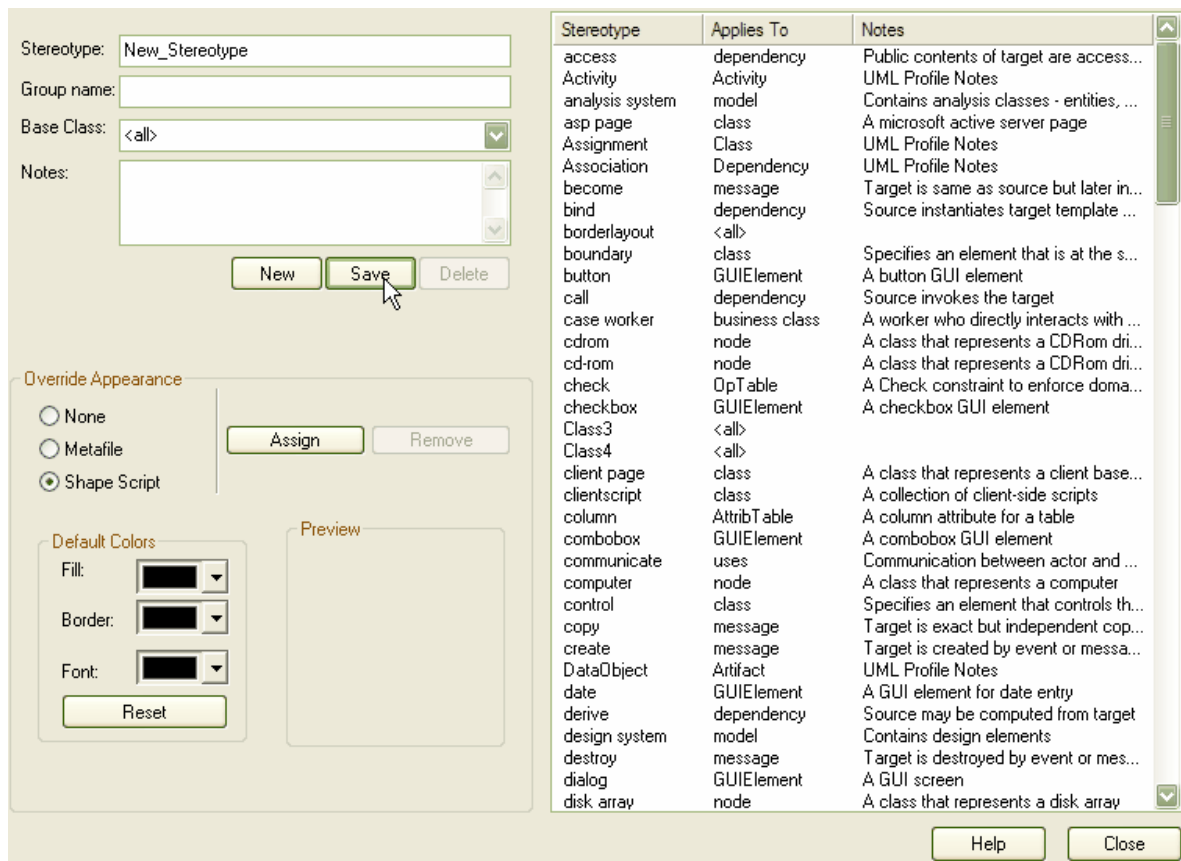 Stereotype: New_Stereotype
Group name:
Base Class: <all>
Notes:
New Save Delete
Override Appearance
None
Metafile
Shape Script
Assign Remove
Default Colors
Fill:
Border:
Font:
Reset
Preview
Stereotype Applies To Notes
access dependency Public contents of target are access...
Activity Activity UML Profile Notes
analysis system model Contains analysis classes - entities, ...
asp page class A microsoft active server page
Assignment Class UML Profile Notes
Association Dependency UML Profile Notes
become message Target is same as source but later in...
bind dependency Source instantiates target template ...
borderlayout <all>
boundary class Specifies an element that is at the s...
button GUIElement A button GUI element
call dependency Source invokes the target
case worker business class A worker who directly interacts with ...
cdrom node A class that represents a CDRom dri...
cd-rom node A class that represents a CDRom dri...
check OpTable A Check constraint to enforce doma...
checkbox GUIElement A checkbox GUI element
Class3 <all>
Class4 <all>
client page class A class that represents a client base...
clientscript class A collection of client-side scripts
column AttribTable A column attribute for a table
combobox GUIElement A combobox GUI element
communicate uses Communication between actor and ...
computer node A class that represents a computer
control class Specifies an element that controls th...
copy message Target is exact but independent cop...
create message Target is created by event or messa...
DataObject Artifact UML Profile Notes
date GUIElement A GUI element for date entry
derive dependency Source may be computed from target
design system model Contains design elements
destroy message Target is destroyed by event or mes...
dialog GUIElement A GUI screen
disk array node A class that represents a disk array
Help Close